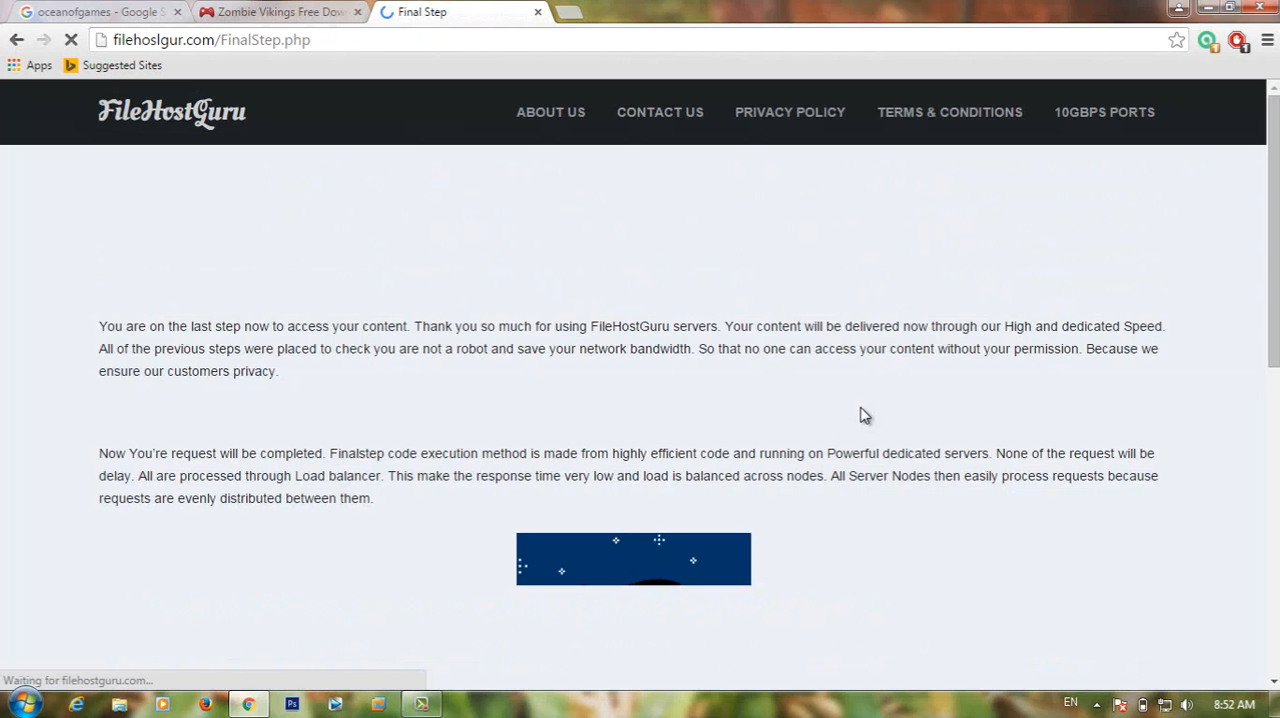 oceanofgames - Google S
Zombie Vikings Free Dow
Final Step
filehoslgur.com/FinalStep.php
Apps
Suggested Sites
FileHostGuru
ABOUT US
CONTACT US
PRIVACY POLICY
TERMS & CONDITIONS
10GBPS PORTS
You are on the last step now to access your content. Thank you so much for using FileHostGuru servers. Your content will be delivered now through our High and dedicated Speed.
All of the previous steps were placed to check you are not a robot and save your network bandwidth. So that no one can access your content without your permission. Because we
ensure our customers privacy.
Now You're request will be completed. Finalstep code execution method is made from highly efficient code and running on Powerful dedicated servers. None of the request will be
delay. All are processed through Load balancer. This make the response time very low and load is balanced across nodes. All Server Nodes then easily process requests because
requests are evenly distributed between them.
Waiting for filehostguru.com...
Ps
EN
8:52 AM